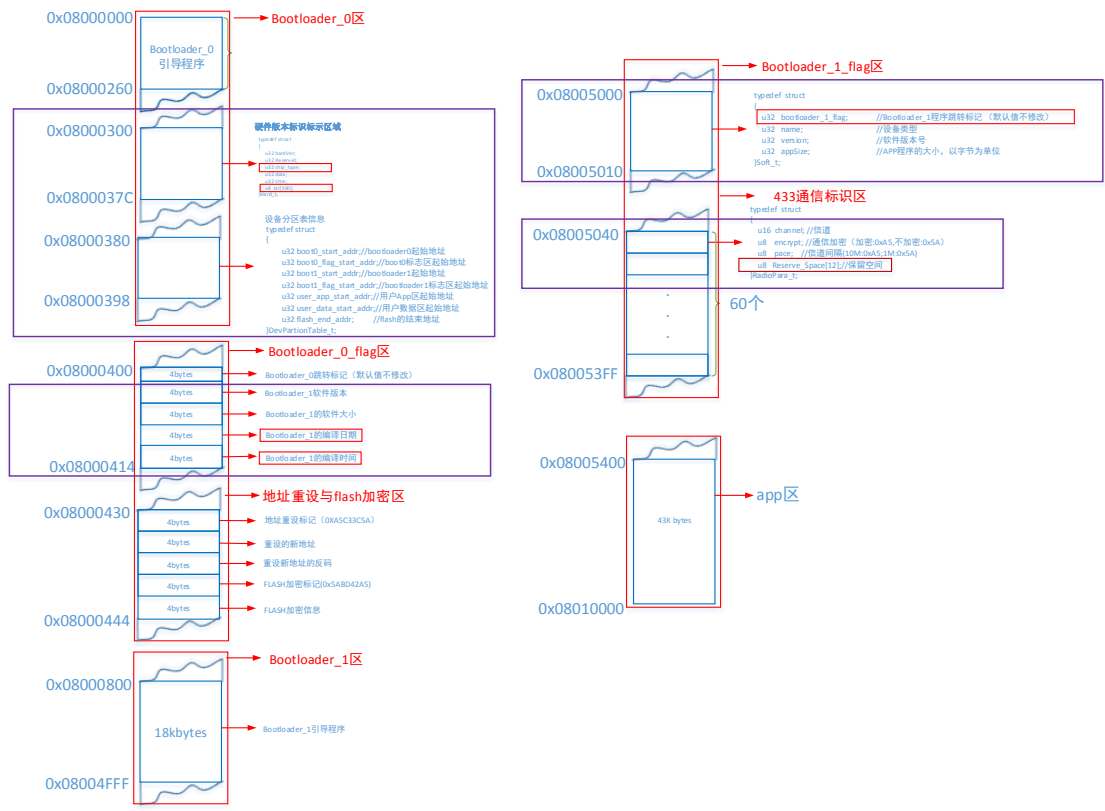 0x08000000
Bootloader_0区
Bootloader_0
引导程序
0x08000260
0x08000300
硬件版本标识标示区域
typedef struct
{
u32 hardVer;
u32 Reserve;
u32 chip_type;
u32 date;
u32 time;
}Hard_t;
0x0800037C
设备分区表信息
typedef struct
{
0x08000380
u32 boot0_start_addr;//bootloader0起始地址
u32 boot0_flag_start_addr;//boot0标志区起始地址
u32 boot1_start_addr;//bootloader1起始地址
u32 boot1_flag_start_addr;//bootloader1标志区起始地址
u32 user_app_start_addr;//用户App区起始地址
u32 user_data_start_addr;//用户数据区起始地址
u32 flash_end_addr; //flash的结束地址
}DevPartionTable_t;
0x08000398
Bootloader_0_flag区
0x08000400
4bytes
Bootloader_0跳转标记（默认值不修改）
4bytes
Bootloader_1软件版本
4bytes
Bootloader_1的软件大小
4bytes
Bootloader_1的编译日期
4bytes
Bootloader_1的编译时间
0x08000414
地址重设与flash加密区
0x08000430
4bytes
地址重设标记（0XA5C33C5A）
4bytes
重设的新地址
4bytes
重设新地址的反码
4bytes
FLASH加密标记(0x5ABD42A5)
4bytes
FLASH加密信息
0x08000444
Bootloader_1区
0x08000800
18kbytes
Bootloader_1引导程序
0x08004FFF
Bootloader_1_flag区
0x08005000
typedef struct
{
u32 bootloader_1_flag; //Bootloader_1程序跳转标记 （默认值不修改）
u32 name; //设备类型
u32 version; //软件版本号
u32 appSize; //APP程序的大小，以字节为单位
}Soft_t;
0x08005010
433通信标识区
typedef struct
{
0x08005040
u16 channel; //信道
u8 encrypt; //通信加密（加密:0xA5,不加密:0x5A）
u8 pace; //信道间隔(10M:0xA5;1M:0x5A)
u8 Reserve_Space[12];//保留空间
}RadioPara_t;
60个
.
.
.
0x080053FF
0x08005400
43K bytes
app区
0x08010000